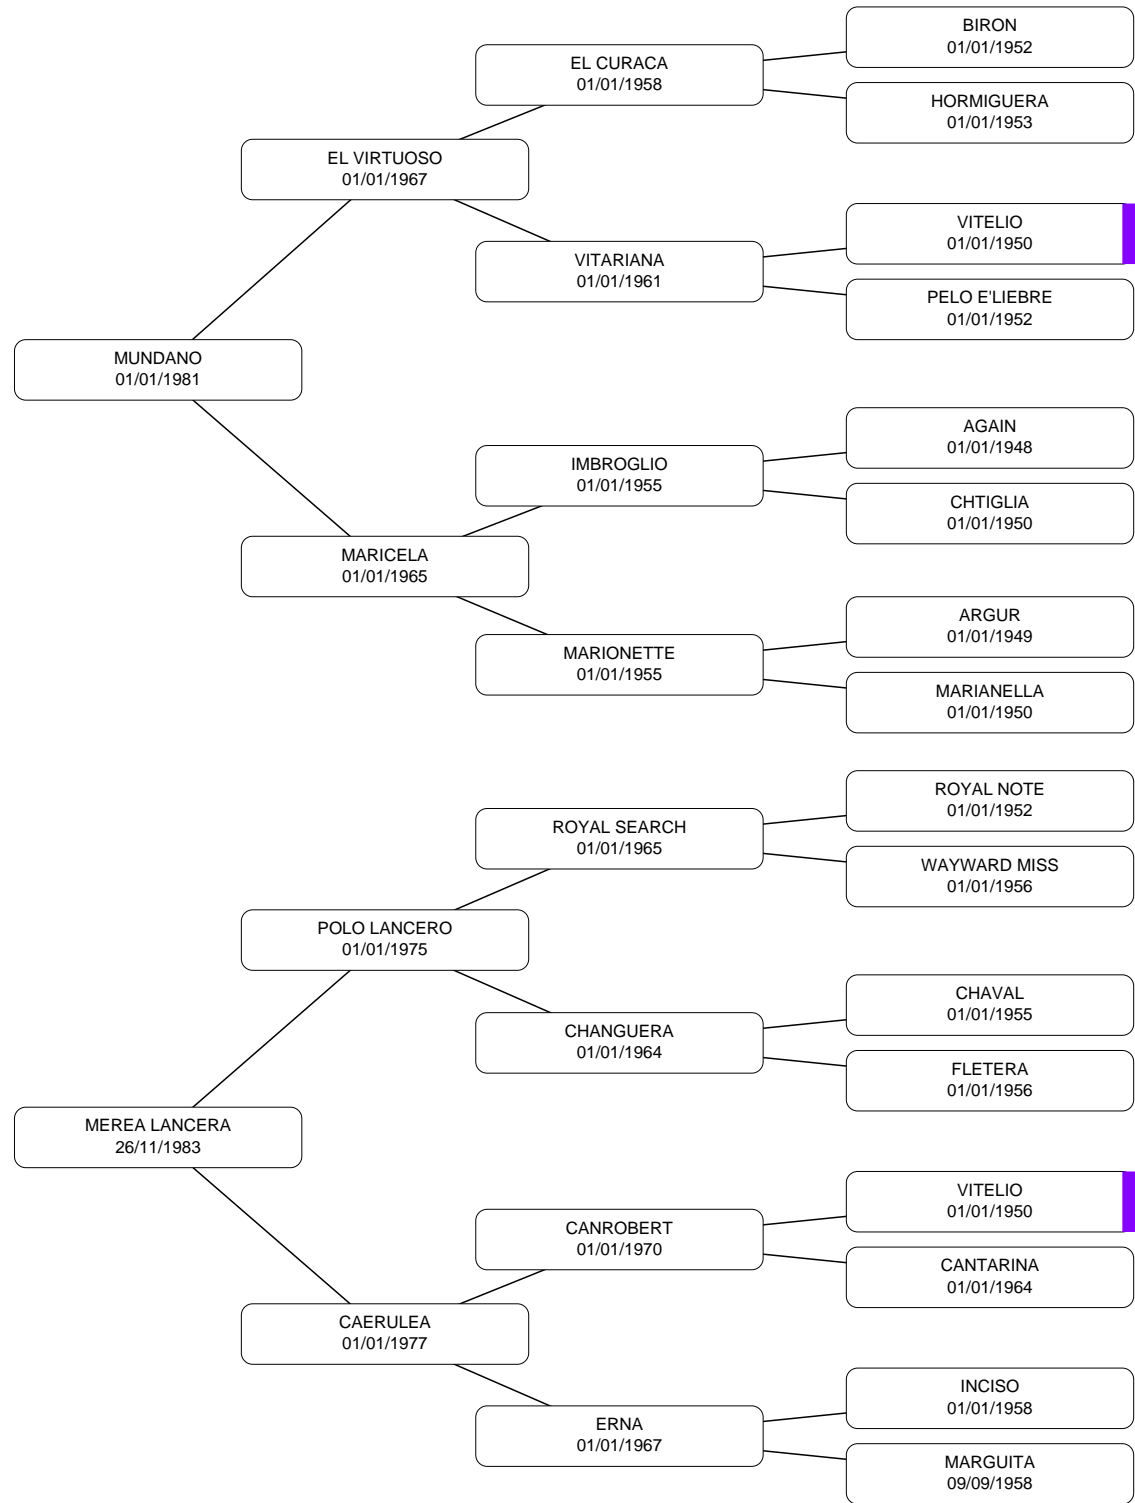 BIRON
01/01/1952
EL CURACA
01/01/1958
HORMIGUERA
01/01/1953
EL VIRTUOSO
01/01/1967
VITELIO
01/01/1950
VITARIANA
01/01/1961
PELO E'LIEBRE
01/01/1952
MUNDANO
01/01/1981
AGAIN
01/01/1948
IMBROGLIO
01/01/1955
CHTIGLIA
01/01/1950
MARICELA
01/01/1965
ARGUR
01/01/1949
MARIONETTE
01/01/1955
MARIANELLA
01/01/1950
ROYAL NOTE
01/01/1952
ROYAL SEARCH
01/01/1965
WAYWARD MISS
01/01/1956
POLO LANCERO
01/01/1975
CHAVAL
01/01/1955
CHANGUERA
01/01/1964
FLETERA
01/01/1956
MEREA LANCERA
26/11/1983
VITELIO
01/01/1950
CANROBERT
01/01/1970
CANTARINA
01/01/1964
CAERULEA
01/01/1977
INCISO
01/01/1958
ERNA
01/01/1967
MARGUITA
09/09/1958